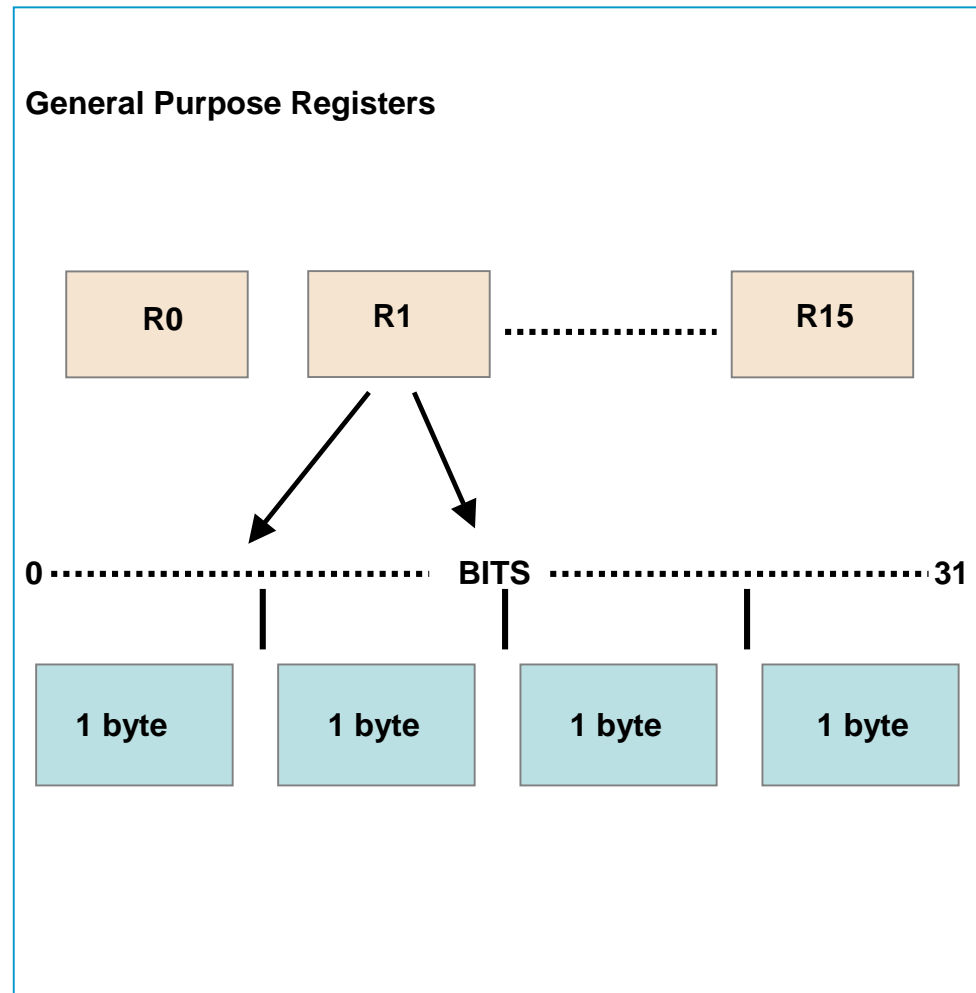 General Purpose Registers
R0 R1 R15
0 BITS 31
1 byte 1 byte 1 byte 1 byte